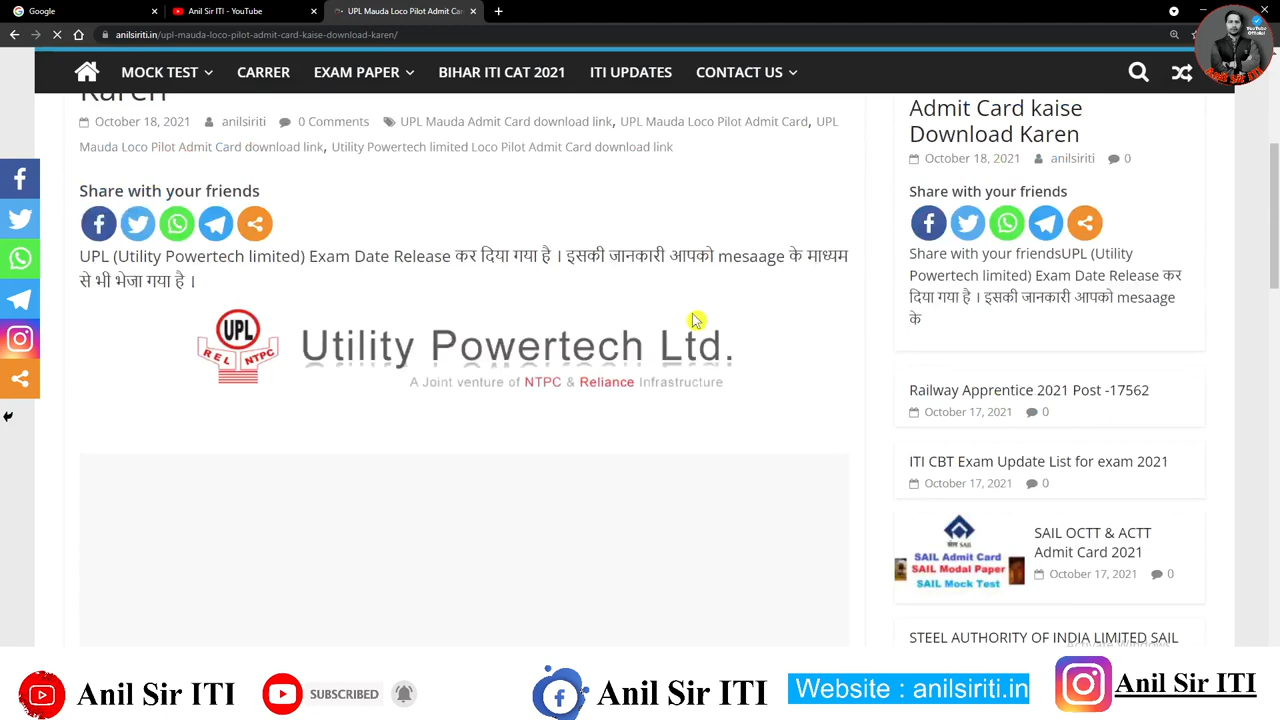 Google
Anil Sir ITI - YouTube
UPL Mauda Loco Pilot Admit Car
anilsiriti.in/upl-mauda-loco-pilot-admit-card-kaise-download-karen/
YouTube Official
Anil Sir ITI
MOCK TEST
CARRER
EXAM PAPER
BIHAR ITI CAT 2021
ITI UPDATES
CONTACT US
Karen
October 18, 2021 anilsiriti 0 Comments UPL Mauda Admit Card download link, UPL Mauda Loco Pilot Admit Card, UPL
Mauda Loco Pilot Admit Card download link, Utility Powertech limited Loco Pilot Admit Card download link
Share with your friends
UPL (Utility Powertech limited) Exam Date Release कर दिया गया है । इसकी जानकारी आपको mesaage के माध्यम
से भी भेजा गया है ।
UPL
REL NTPC
Utility Powertech Ltd.
A Joint venture of NTPC & Reliance Infrastructure
Admit Card kaise
Download Karen
October 18, 2021 anilsiriti 0
Share with your friends
Share with your friendsUPL (Utility
Powertech limited) Exam Date Release कर
दिया गया है । इसकी जानकारी आपको mesaage
के
Railway Apprentice 2021 Post -17562
October 17, 2021 0
ITI CBT Exam Update List for exam 2021
October 17, 2021 0
SAIL Admit Card
SAIL Modal Paper
SAIL Mock Test
SAIL OCTT & ACTT
Admit Card 2021
October 17, 2021 0
STEEL AUTHORITY OF INDIA LIMITED SAIL
Anil Sir ITI
SUBSCRIBED
Anil Sir ITI
Website : anilsiriti.in
Anil Sir ITI